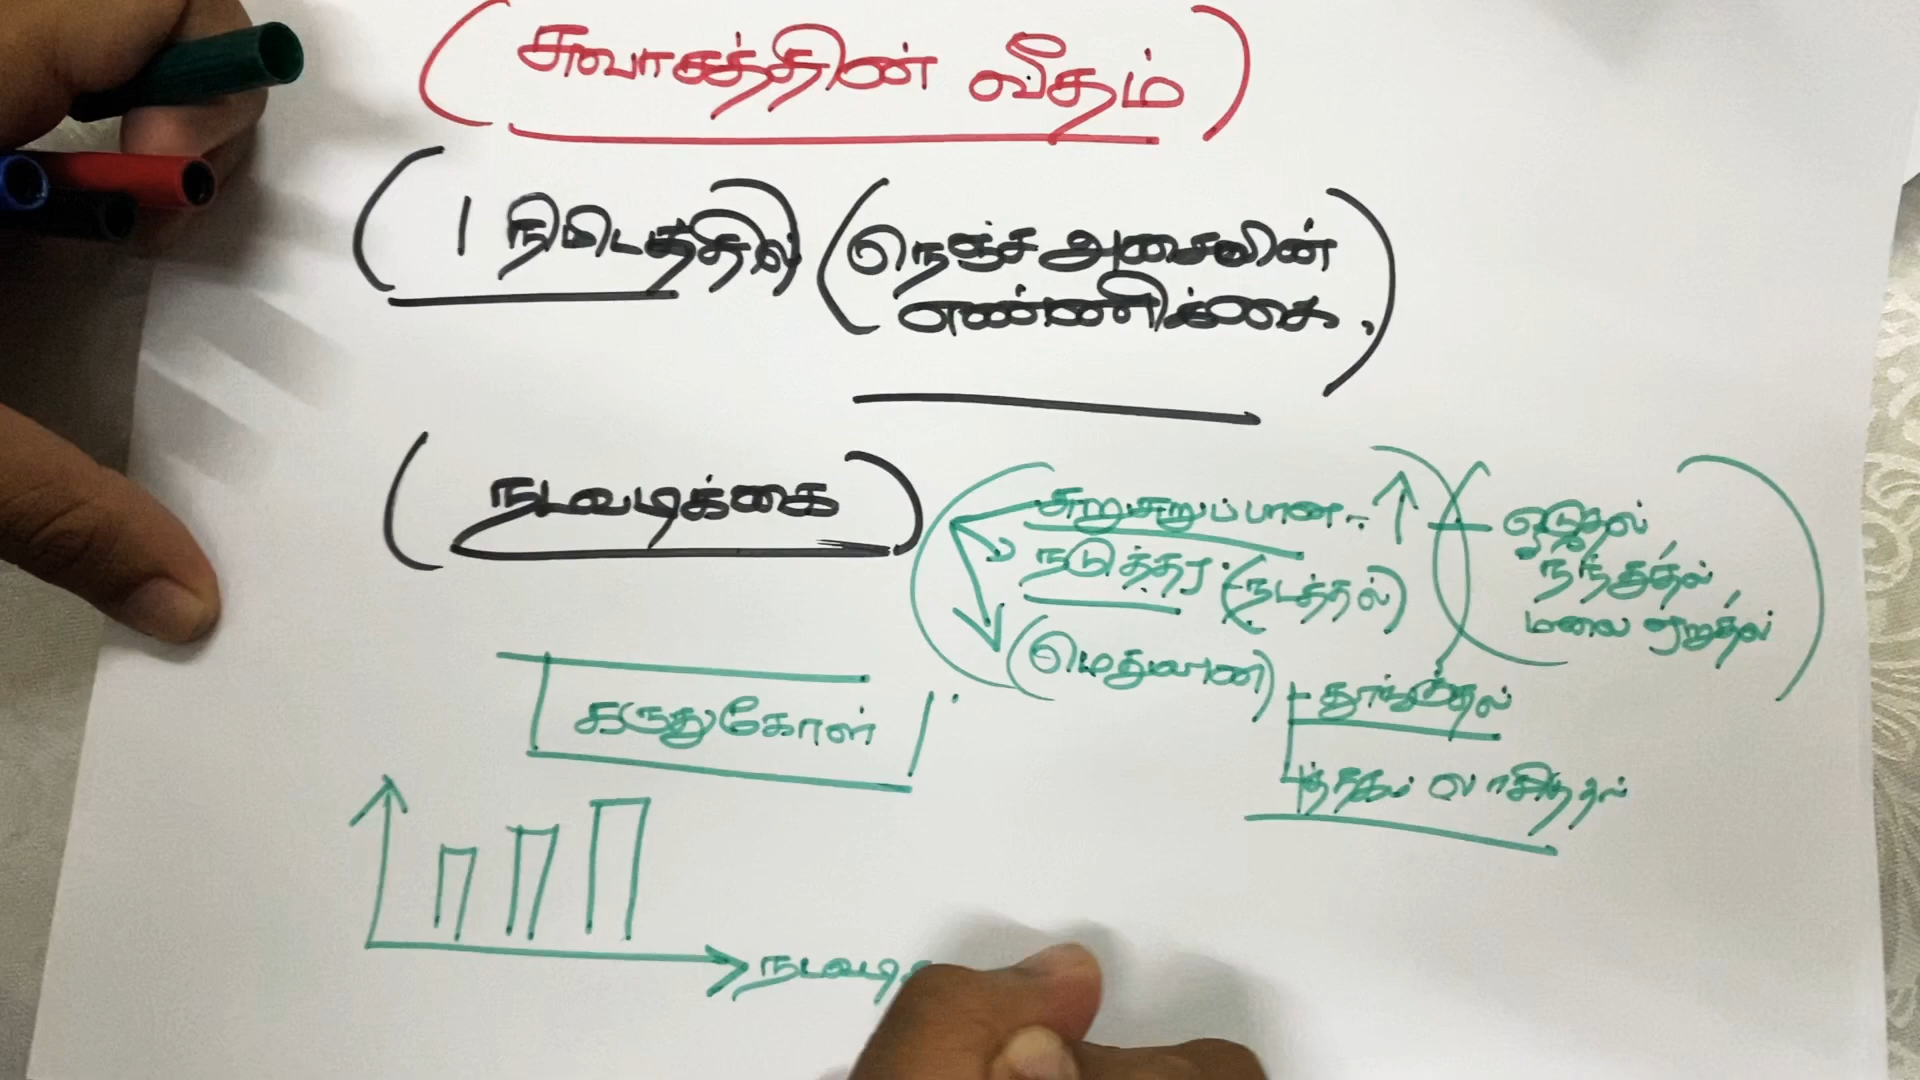 (சுவாசத்தின் வீதம்)
(1 நிமிடத்தில்) (நெஞ்சு அசைவின்
எண்ணிக்கை.)
(நடவடிக்கை)
சுறுசுறுப்பான ↑ – ஓடுதல்
நடுத்தர (நடத்தல்) நீந்துதல்
மலை ஏறுதல்
(மெதுவான) – தூங்குதல்
கருதுகோள்
புத்தகம் வாசித்தல்